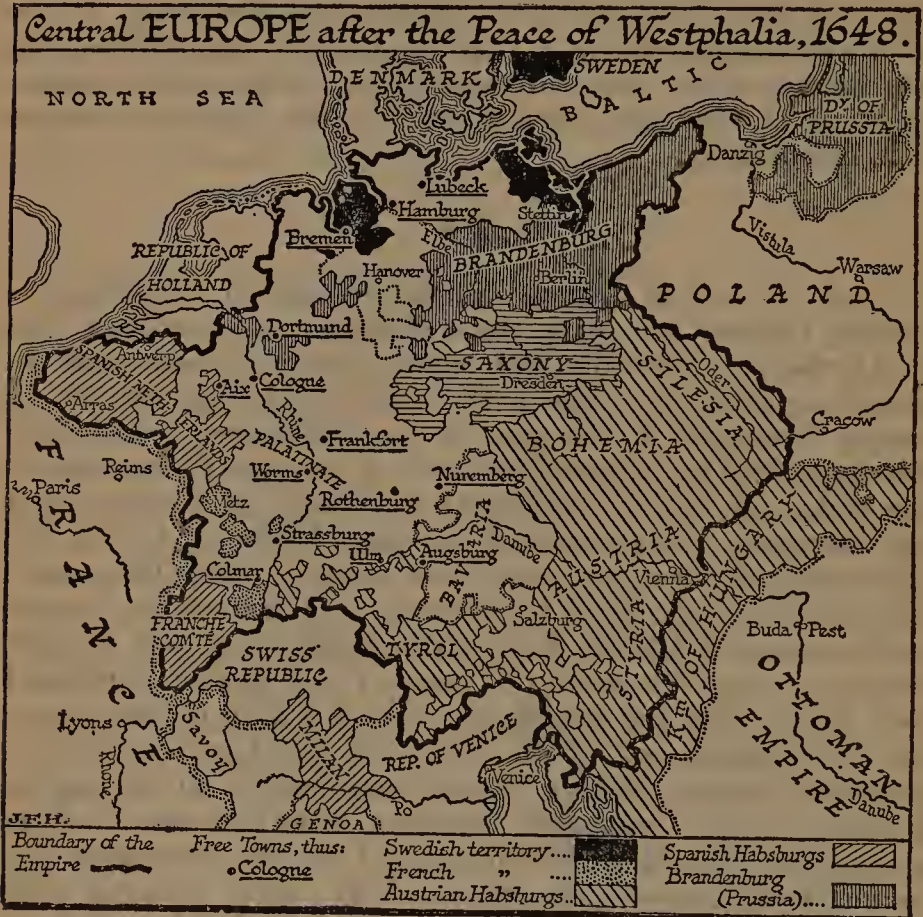 Central EUROPE after the Peace of Westphalia, 1648.
NORTH SEA
DENMARK
SWEDEN
BALTIC
Dy. OF
PRUSSIA
Danzig
Lübeck
Hamburg
Stettin
Bremen
Elbe
BRANDENBURG
Berlin
REPUBLIC OF
HOLLAND
Hanover
Vistula
Warsaw
POLAND
Dortmund
Antwerp
SPANISH NETH
ERLANDS
Arras
Aix
Cologne
SAXONY
Dresden
SILESIA
Oder
Cracow
Rhine
PALATINATE
Frankfort
BOHEMIA
Reims
Worms
Nuremberg
Rothenburg
Paris
Metz
FRANCE
Strassburg
Ulm
Augsburg
Danube
BAVARIA
AUSTRIA
Vienna
Km OF HUNGARY
Colmar
Salzburg
FRANCHE
COMTÉ
SWISS
REPUBLIC
TYROL
STYRIA
Buda
Pest
OTTOMAN
EMPIRE
Danube
Lyons
Savoy
MILAN
REP. OF VENICE
Venice
Rhone
Po
GENOA
J.F.H.
Boundary of the
Empire
Free Towns, thus:
Cologne
Swedish territory....
French " ....
Austrian Habsburgs..
Spanish Habsburgs
Brandenburg
(Prussia)....